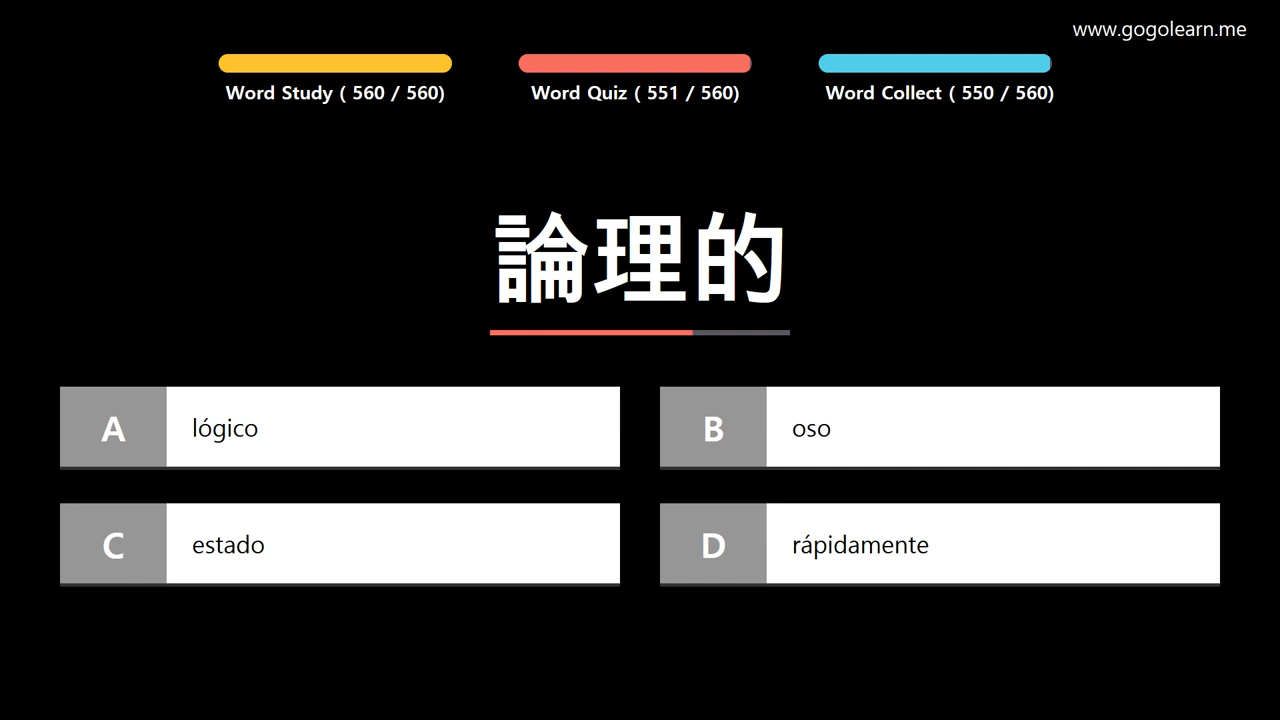 www.gogolearn.me
Word Study ( 560 / 560)
Word Quiz ( 551 / 560)
Word Collect ( 550 / 560)
論理的
A lógico
B oso
C estado
D rápidamente